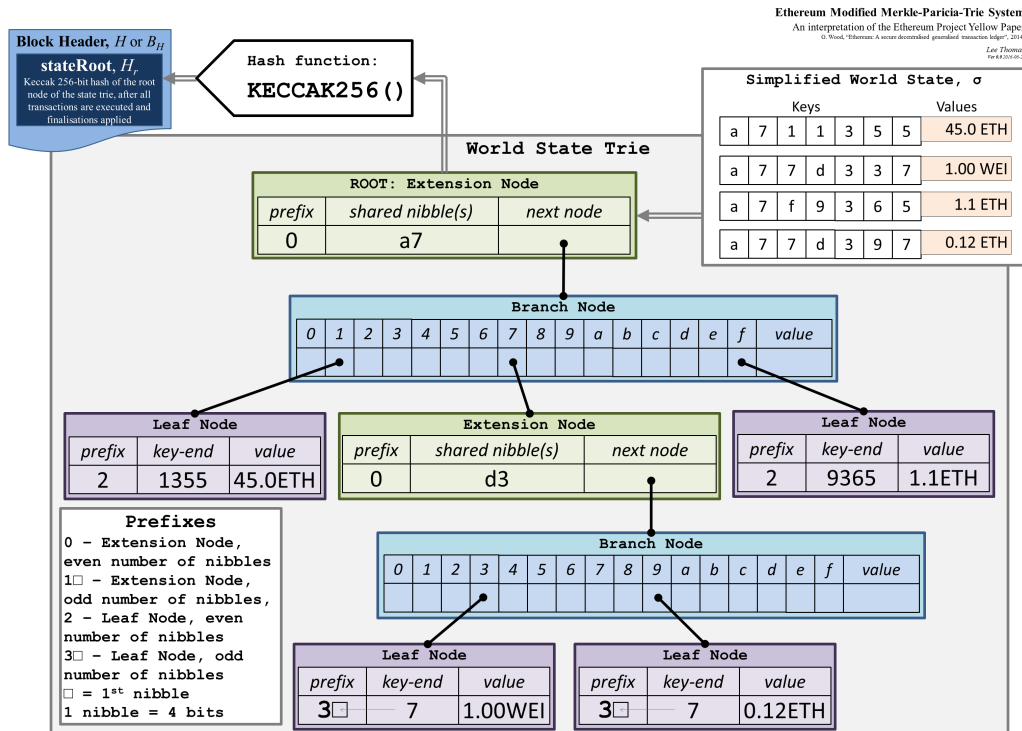 Ethereum Modified Merkle-Paricia-Trie System
An interpretation of the Ethereum Project Yellow Paper
O. Wood, "Ethereum: A secure decentralised generalised transaction ledger", 2014
Lee Thomas
Block Header, H or B_H
stateRoot, H_r
Keccak 256-bit hash of the root
node of the state trie, after all
transactions are executed and
finalisations applied
Hash function:
KECCAK256()
Simplified World State, σ
Keys Values
a 7 1 1 3 5 5 45.0 ETH
a 7 7 d 3 3 7 1.00 WEI
a 7 f 9 3 6 5 1.1 ETH
a 7 7 d 3 9 7 0.12 ETH
World State Trie
ROOT: Extension Node
prefix shared nibble(s) next node
0 a7
Branch Node
0 1 2 3 4 5 6 7 8 9 a b c d e f value
Leaf Node
prefix key-end value
2 1355 45.0ETH
Extension Node
prefix shared nibble(s) next node
0 d3
Leaf Node
prefix key-end value
2 9365 1.1ETH
Branch Node
0 1 2 3 4 5 6 7 8 9 a b c d e f value
Leaf Node
prefix key-end value
3□ 7 1.00WEI
Leaf Node
prefix key-end value
3□ 7 0.12ETH
Prefixes
0 – Extension Node,
even number of nibbles
1□ – Extension Node,
odd number of nibbles,
2 – Leaf Node, even
number of nibbles
3□ – Leaf Node, odd
number of nibbles
□ = 1st nibble
1 nibble = 4 bits